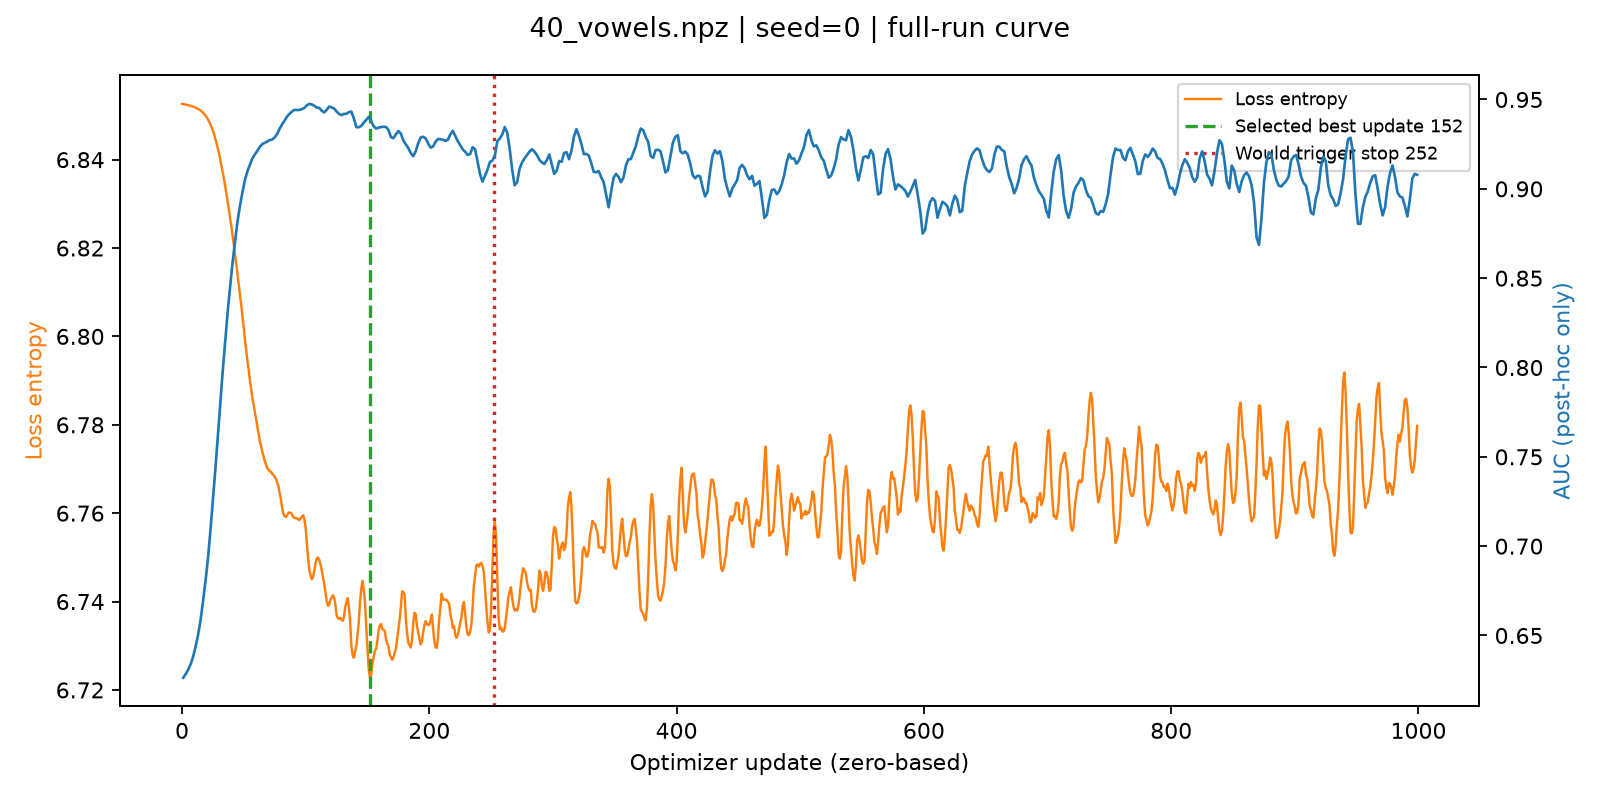 40_vowels.npz | seed=0 | full-run curve
Loss entropy
Selected best update 152
Would trigger stop 252
6.84
6.82
6.80
6.78
6.76
6.74
6.72
Loss entropy
0.95
0.90
0.85
0.80
0.75
0.70
0.65
AUC (post-hoc only)
0
200
400
600
800
1000
Optimizer update (zero-based)